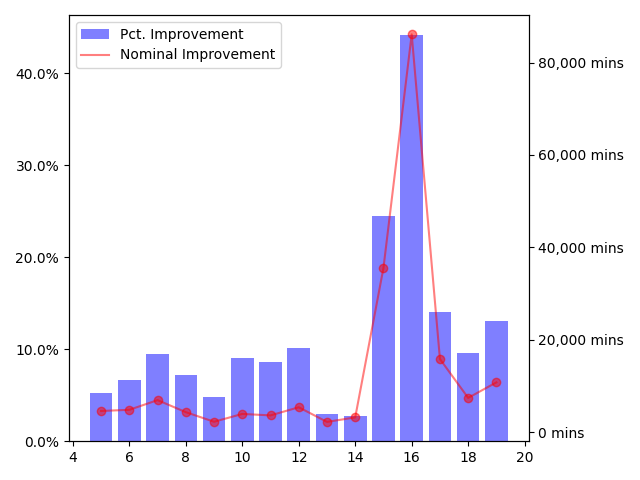 Pct. Improvement
Nominal Improvement
40.0%
30.0%
20.0%
10.0%
0.0%
80,000 mins
60,000 mins
40,000 mins
20,000 mins
0 mins
4 6 8 10 12 14 16 18 20